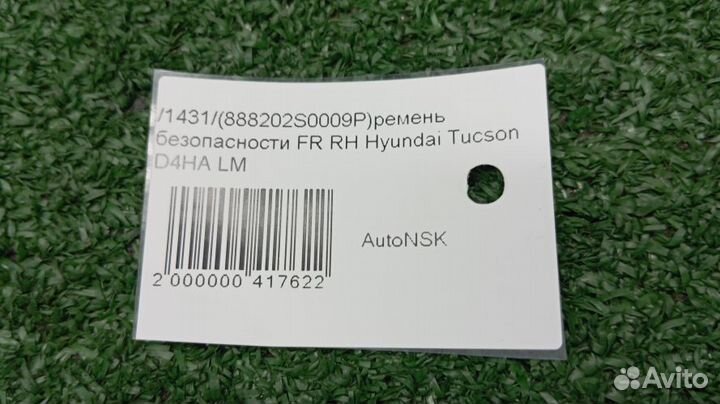 /1431/(888202S0009P)ремень
безопасности FR RH Hyundai Tucson
D4HA LM
AutoNSK
2 000000 417622
Avito